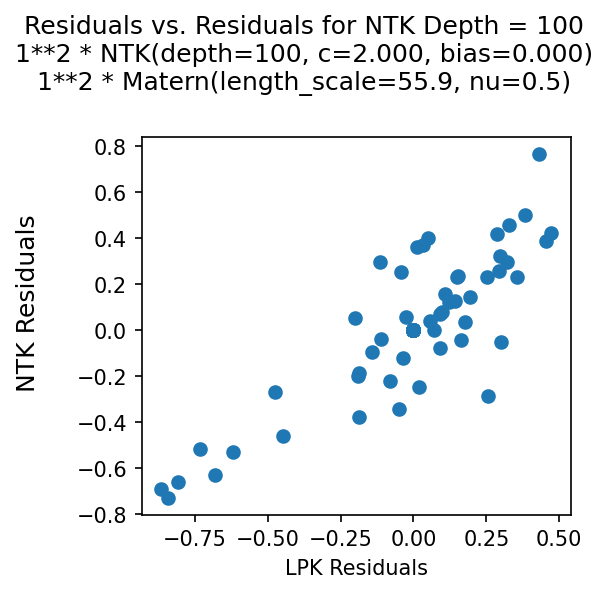 Residuals vs. Residuals for NTK Depth = 100
1**2 * NTK(depth=100, c=2.000, bias=0.000)
1**2 * Matern(length_scale=55.9, nu=0.5)
0.8
0.6
0.4
0.2
0.0
−0.2
−0.4
−0.6
−0.8
NTK Residuals
−0.75 −0.50 −0.25 0.00 0.25 0.50
LPK Residuals